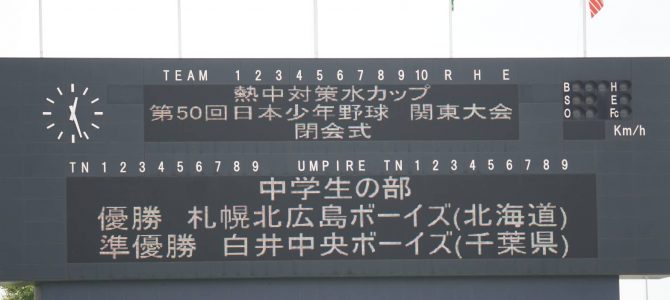 TEAM 1 2 3 4 5 6 7 8 9 10 R H E
熱中対策水カップ
第50回日本少年野球 関東大会
閉会式
B H
S E
O Fc
Km/h
TN 1 2 3 4 5 6 7 8 9 UMPIRE TN 1 2 3 4 5 6 7 8 9
中学生の部
優勝 札幌北広島ボーイズ(北海道)
準優勝 白井中央ボーイズ(千葉県)